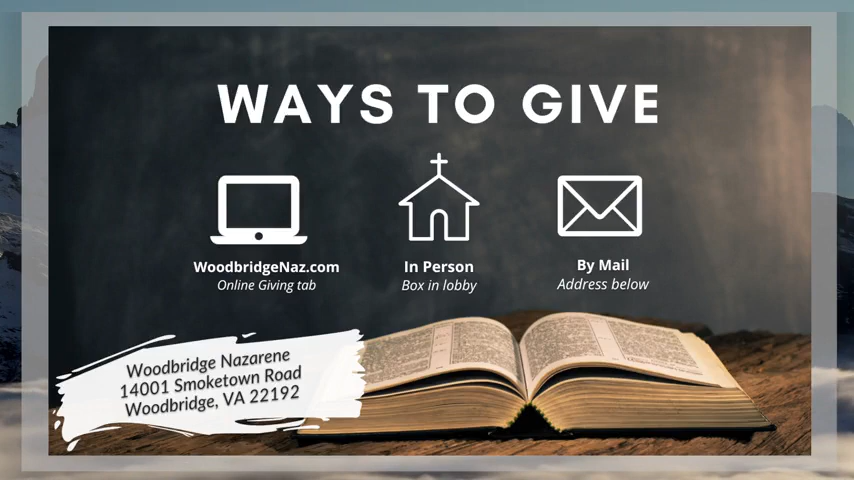 WAYS TO GIVE
WoodbridgeNaz.com
Online Giving tab
In Person
Box in lobby
By Mail
Address below
Woodbridge Nazarene
14001 Smoketown Road
Woodbridge, VA 22192